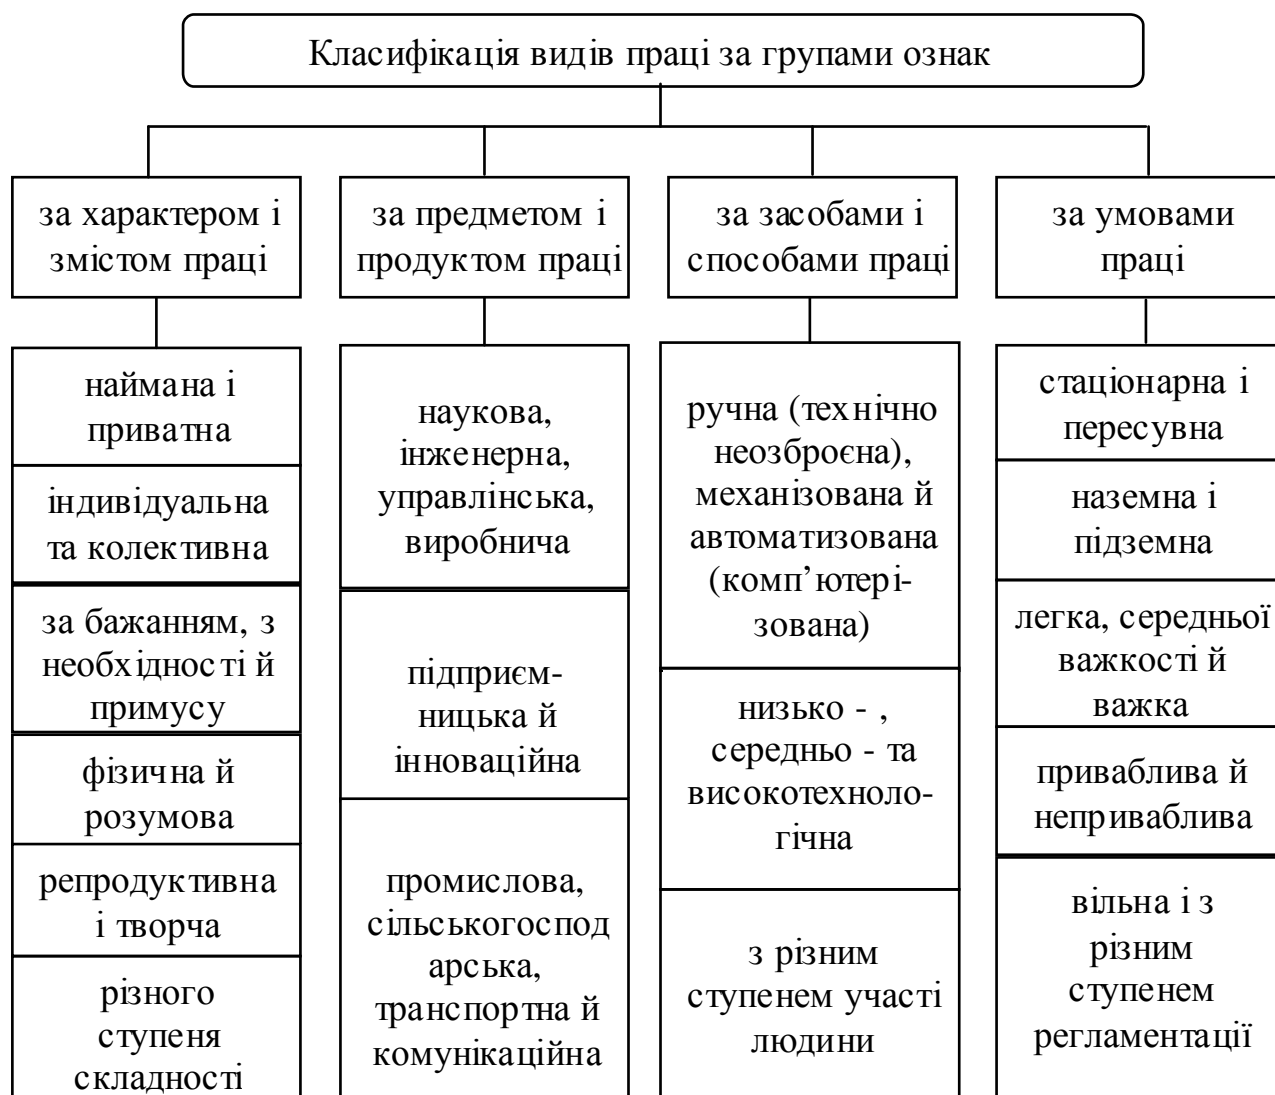 Класифікація видів праці за групами ознак
за характером і
змістом праці
за предметом і
продуктом праці
за засобами і
способами праці
за умовами
праці
наймана і
приватна
індивідуальна
та колективна
за бажанням, з
необхідності й
примусу
фізична й
розумова
репродуктивна
і творча
різного
ступеня
складності
наукова,
інженерна,
управлінська,
виробнича
підприєм-
ницька й
інноваційна
промислова,
сільськогоспод
арська,
транспортна й
комунікаційна
ручна (технічно
неозброєна),
механізована й
автоматизована
(комп’ютері-
зована)
низько - ,
середньо - та
високотехноло-
гічна
з різним
ступенем участі
людини
стаціонарна і
пересувна
наземна і
підземна
легка, середньої
важкості й
важка
приваблива й
неприваблива
вільна і з
різним
ступенем
регламентації